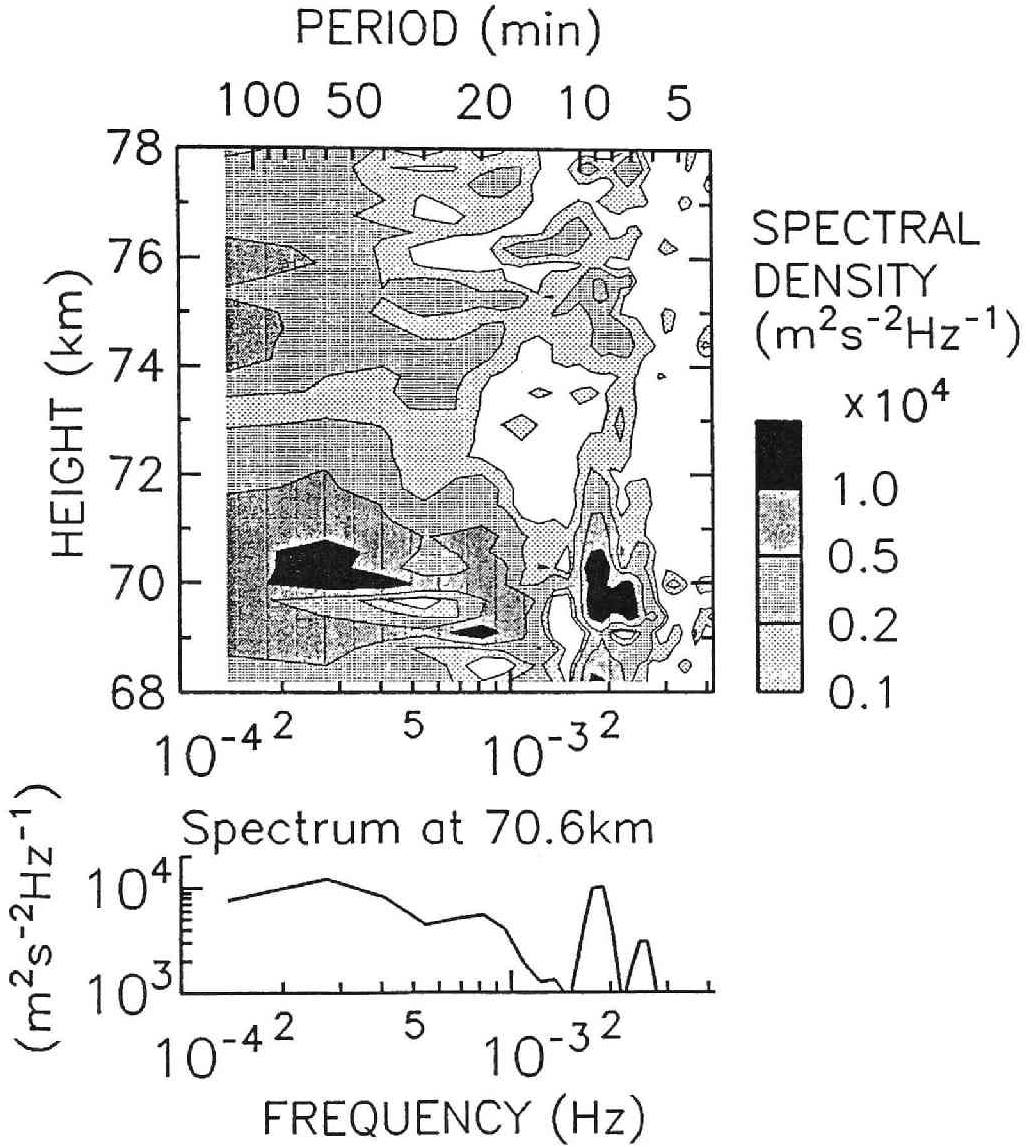 PERIOD (min)
100 50 20 10 5
78
76
74
72
70
68
HEIGHT (km)
10⁻⁴ 2 5 10⁻³ 2
SPECTRAL
DENSITY
(m²s⁻²Hz⁻¹)
x10⁴
1.0
0.5
0.2
0.1
Spectrum at 70.6km
(m²s⁻²Hz⁻¹)
10⁴
10³
10⁻⁴ 2 5 10⁻³ 2
FREQUENCY (Hz)